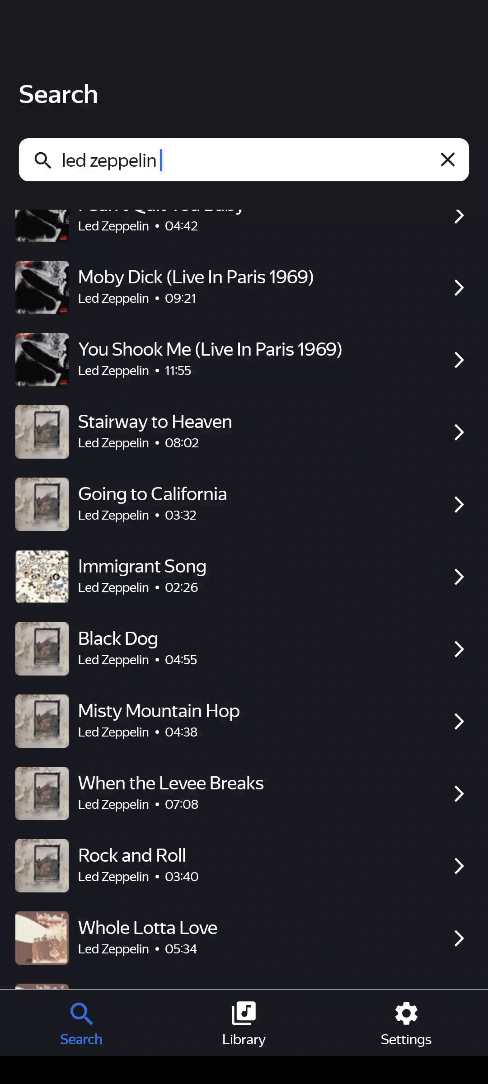 Search
led zeppelin
I Can't Quit You Baby
Led Zeppelin • 04:42
Moby Dick (Live In Paris 1969)
Led Zeppelin • 09:21
You Shook Me (Live In Paris 1969)
Led Zeppelin • 11:55
Stairway to Heaven
Led Zeppelin • 08:02
Going to California
Led Zeppelin • 03:32
Immigrant Song
Led Zeppelin • 02:26
Black Dog
Led Zeppelin • 04:55
Misty Mountain Hop
Led Zeppelin • 04:38
When the Levee Breaks
Led Zeppelin • 07:08
Rock and Roll
Led Zeppelin • 03:40
Whole Lotta Love
Led Zeppelin • 05:34
Search
Library
Settings